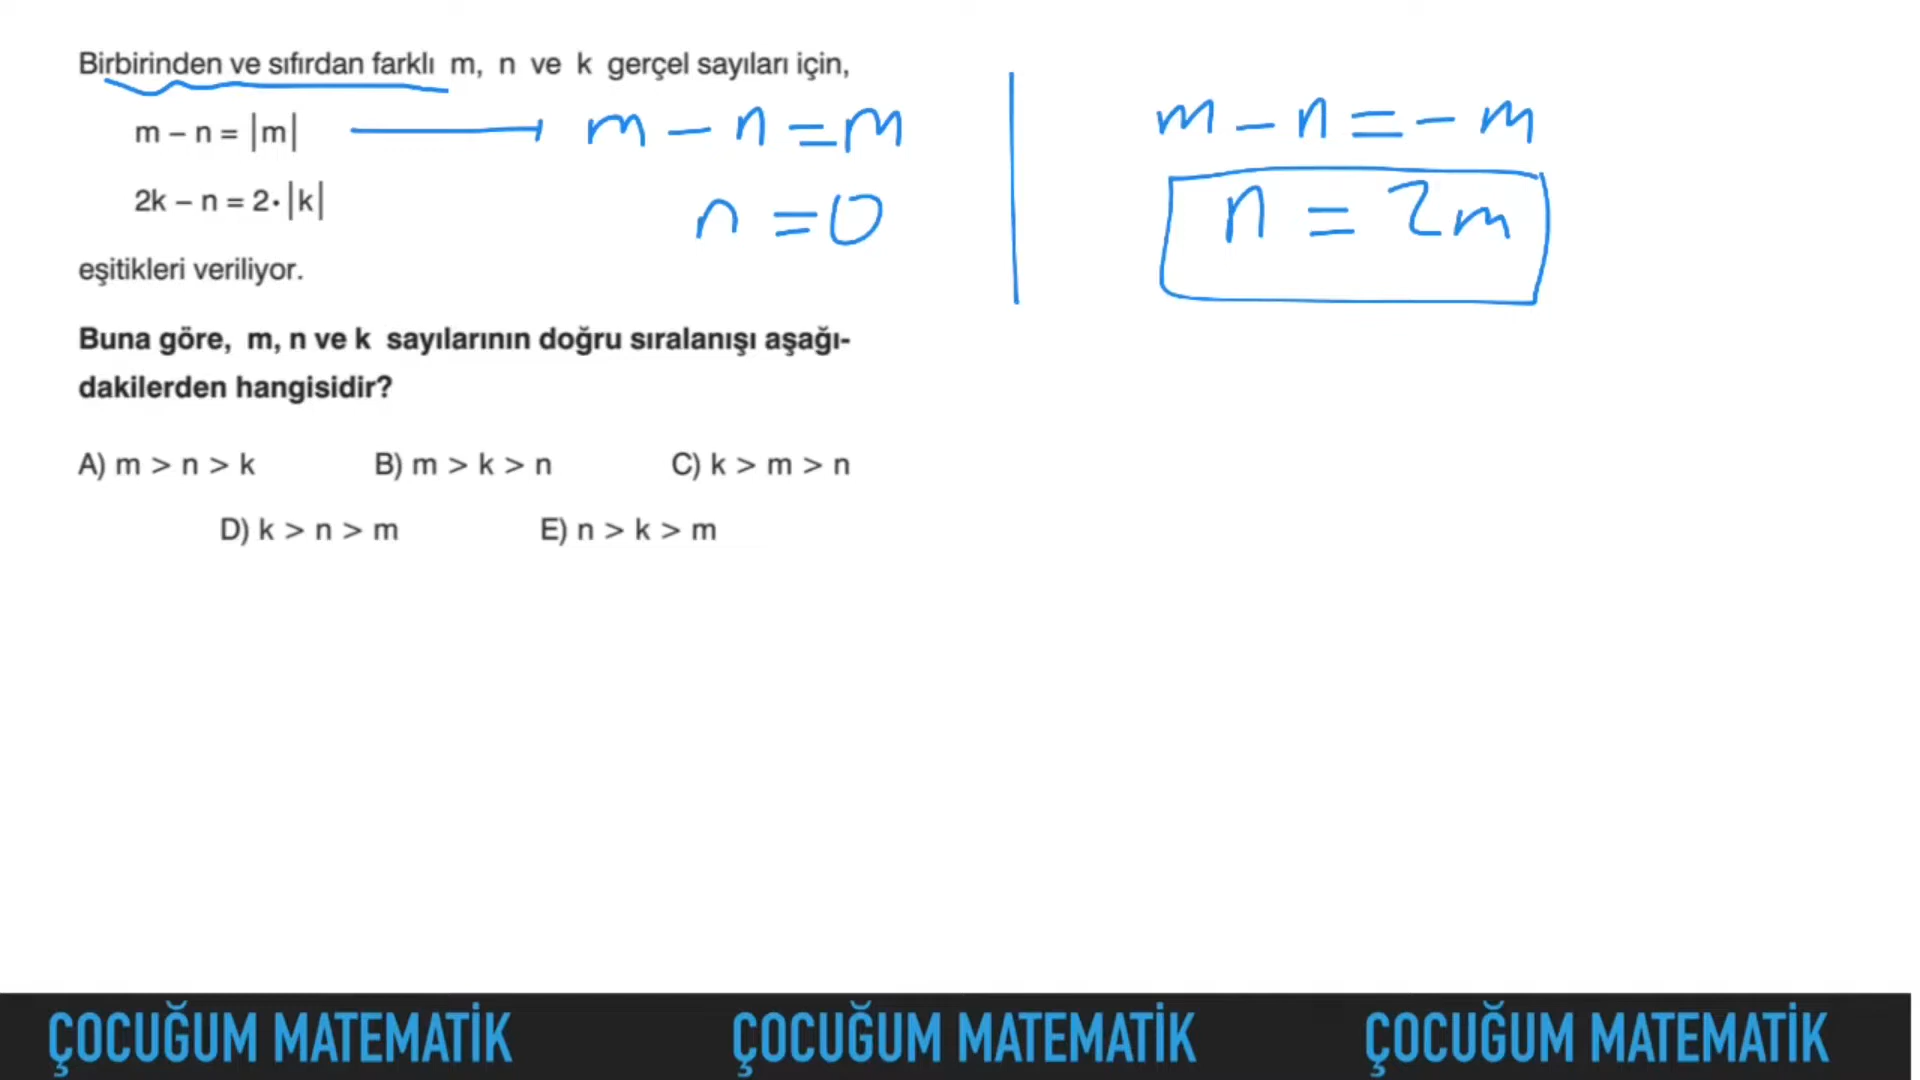 Birbirinden ve sıfırdan farklı m, n ve k gerçel sayıları için,
m − n = |m|
m − n = m
m − n = − m
2k − n = 2·|k|
n = 0
n = 2m
eşitikleri veriliyor.
Buna göre, m, n ve k sayılarının doğru sıralanışı aşağı-
dakilerden hangisidir?
A) m > n > k B) m > k > n C) k > m > n
D) k > n > m E) n > k > m
ÇOCUĞUM MATEMATİK ÇOCUĞUM MATEMATİK ÇOCUĞUM MATEMATİK